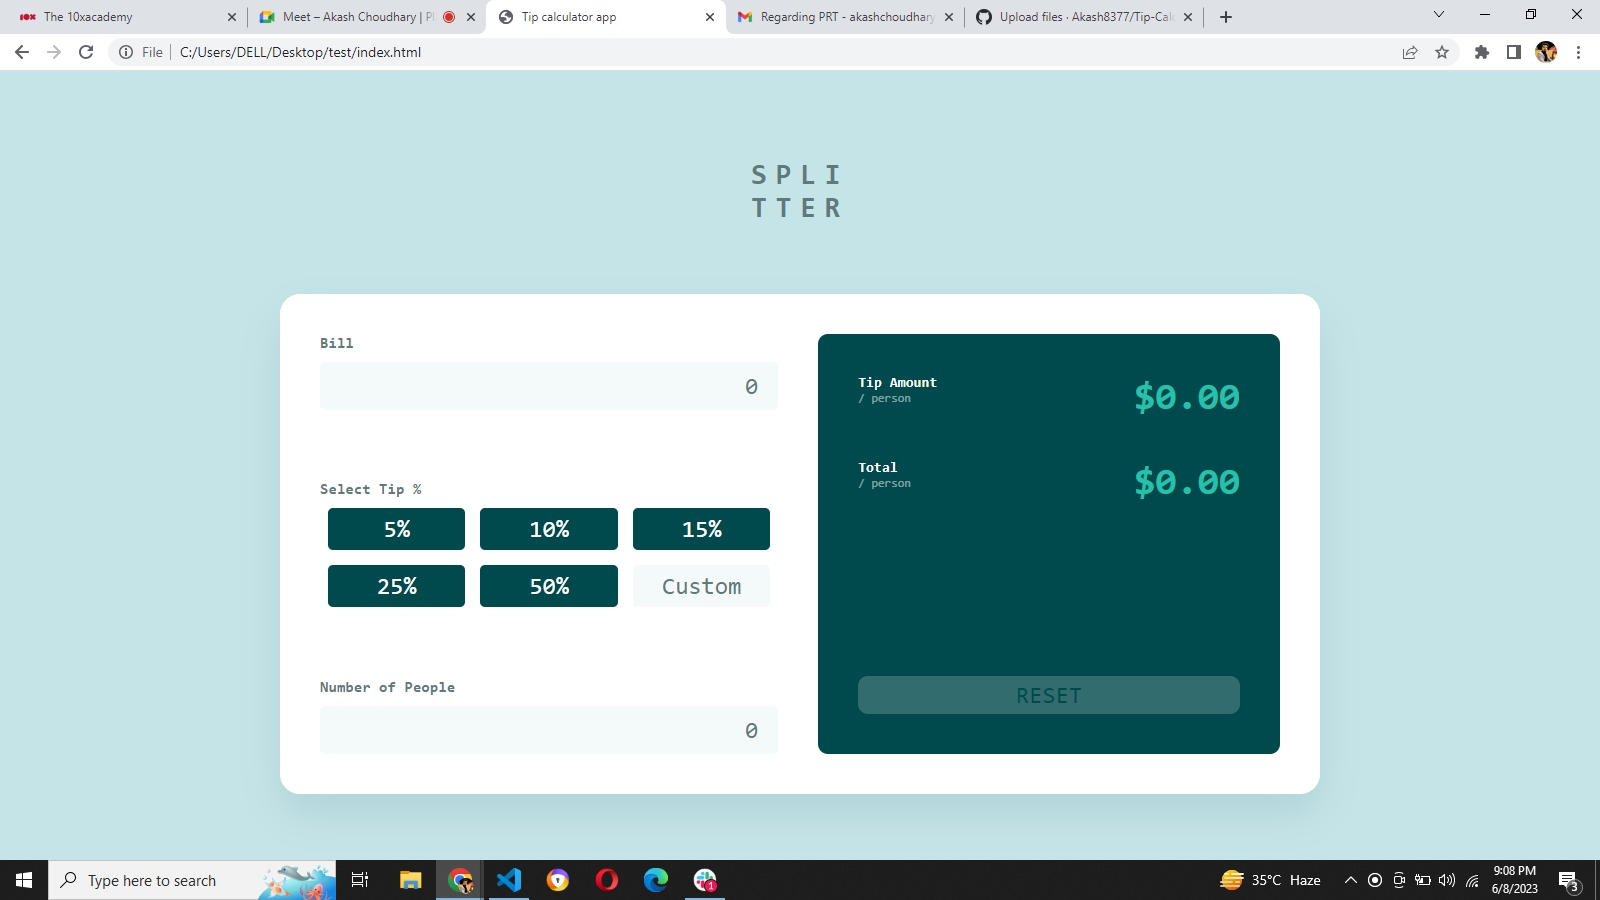 The 10xacademy
Meet – Akash Choudhary |
Tip calculator app
Regarding PRT - akashchoudhary
Upload files · Akash8377/Tip-Calc
File
C:/Users/DELL/Desktop/test/index.html
S P L I
T T E R
Bill
0
Select Tip %
5% 10% 15%
25% 50% Custom
Number of People
0
Tip Amount
/ person
$0.00
Total
/ person
$0.00
RESET
Type here to search
1
35°C Haze
9:08 PM
6/8/2023
3